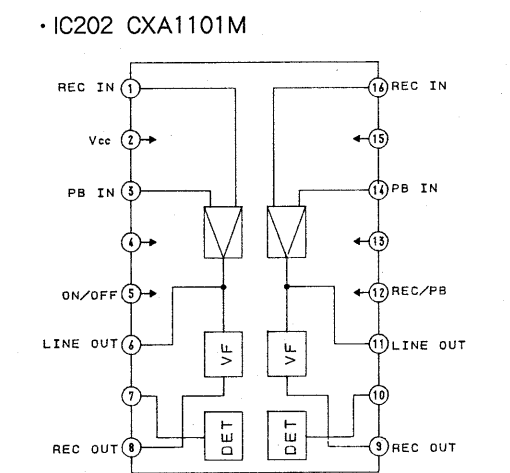 ・IC202 CXA1101M
REC IN 1
16 REC IN
Vcc 2
15
PB IN 3
14 PB IN
4
13
ON/OFF 5
12 REC/PB
LINE OUT 6
11 LINE OUT
VF
VF
7
10
DET
DET
REC OUT 8
9 REC OUT